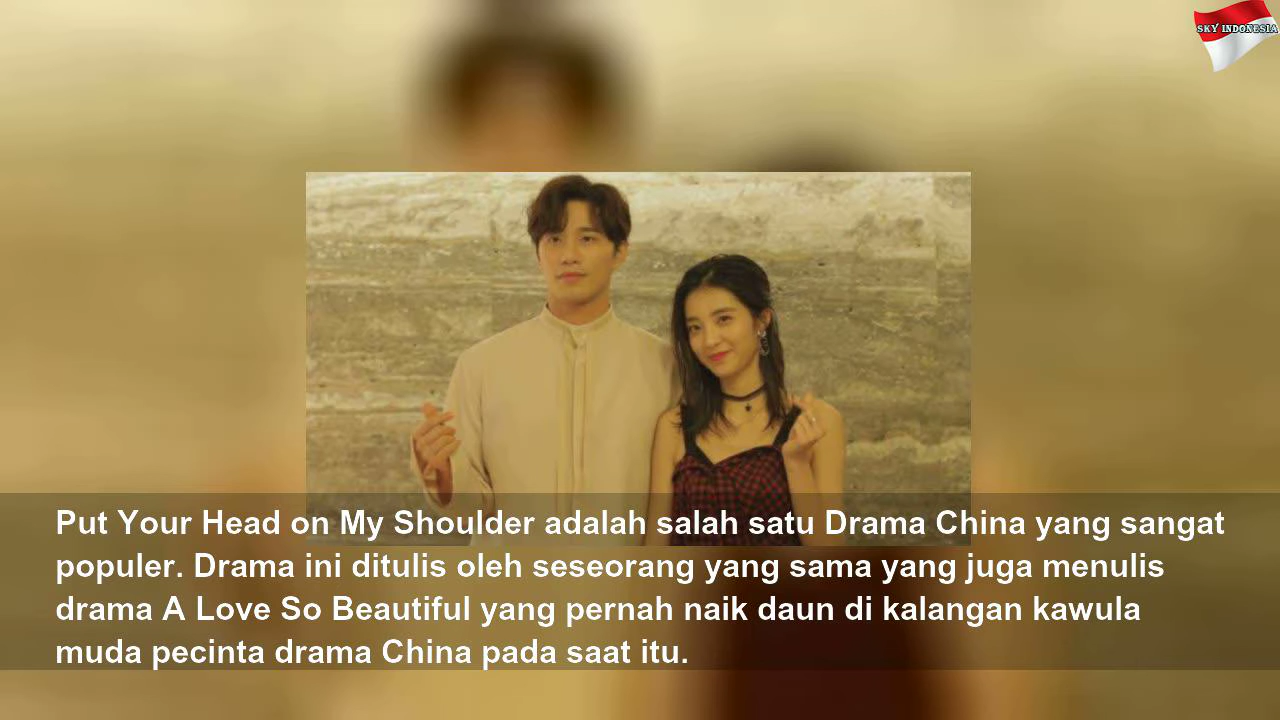 SKY INDONESIA
Put Your Head on My Shoulder adalah salah satu Drama China yang sangat
populer. Drama ini ditulis oleh seseorang yang sama yang juga menulis
drama A Love So Beautiful yang pernah naik daun di kalangan kawula
muda pecinta drama China pada saat itu.